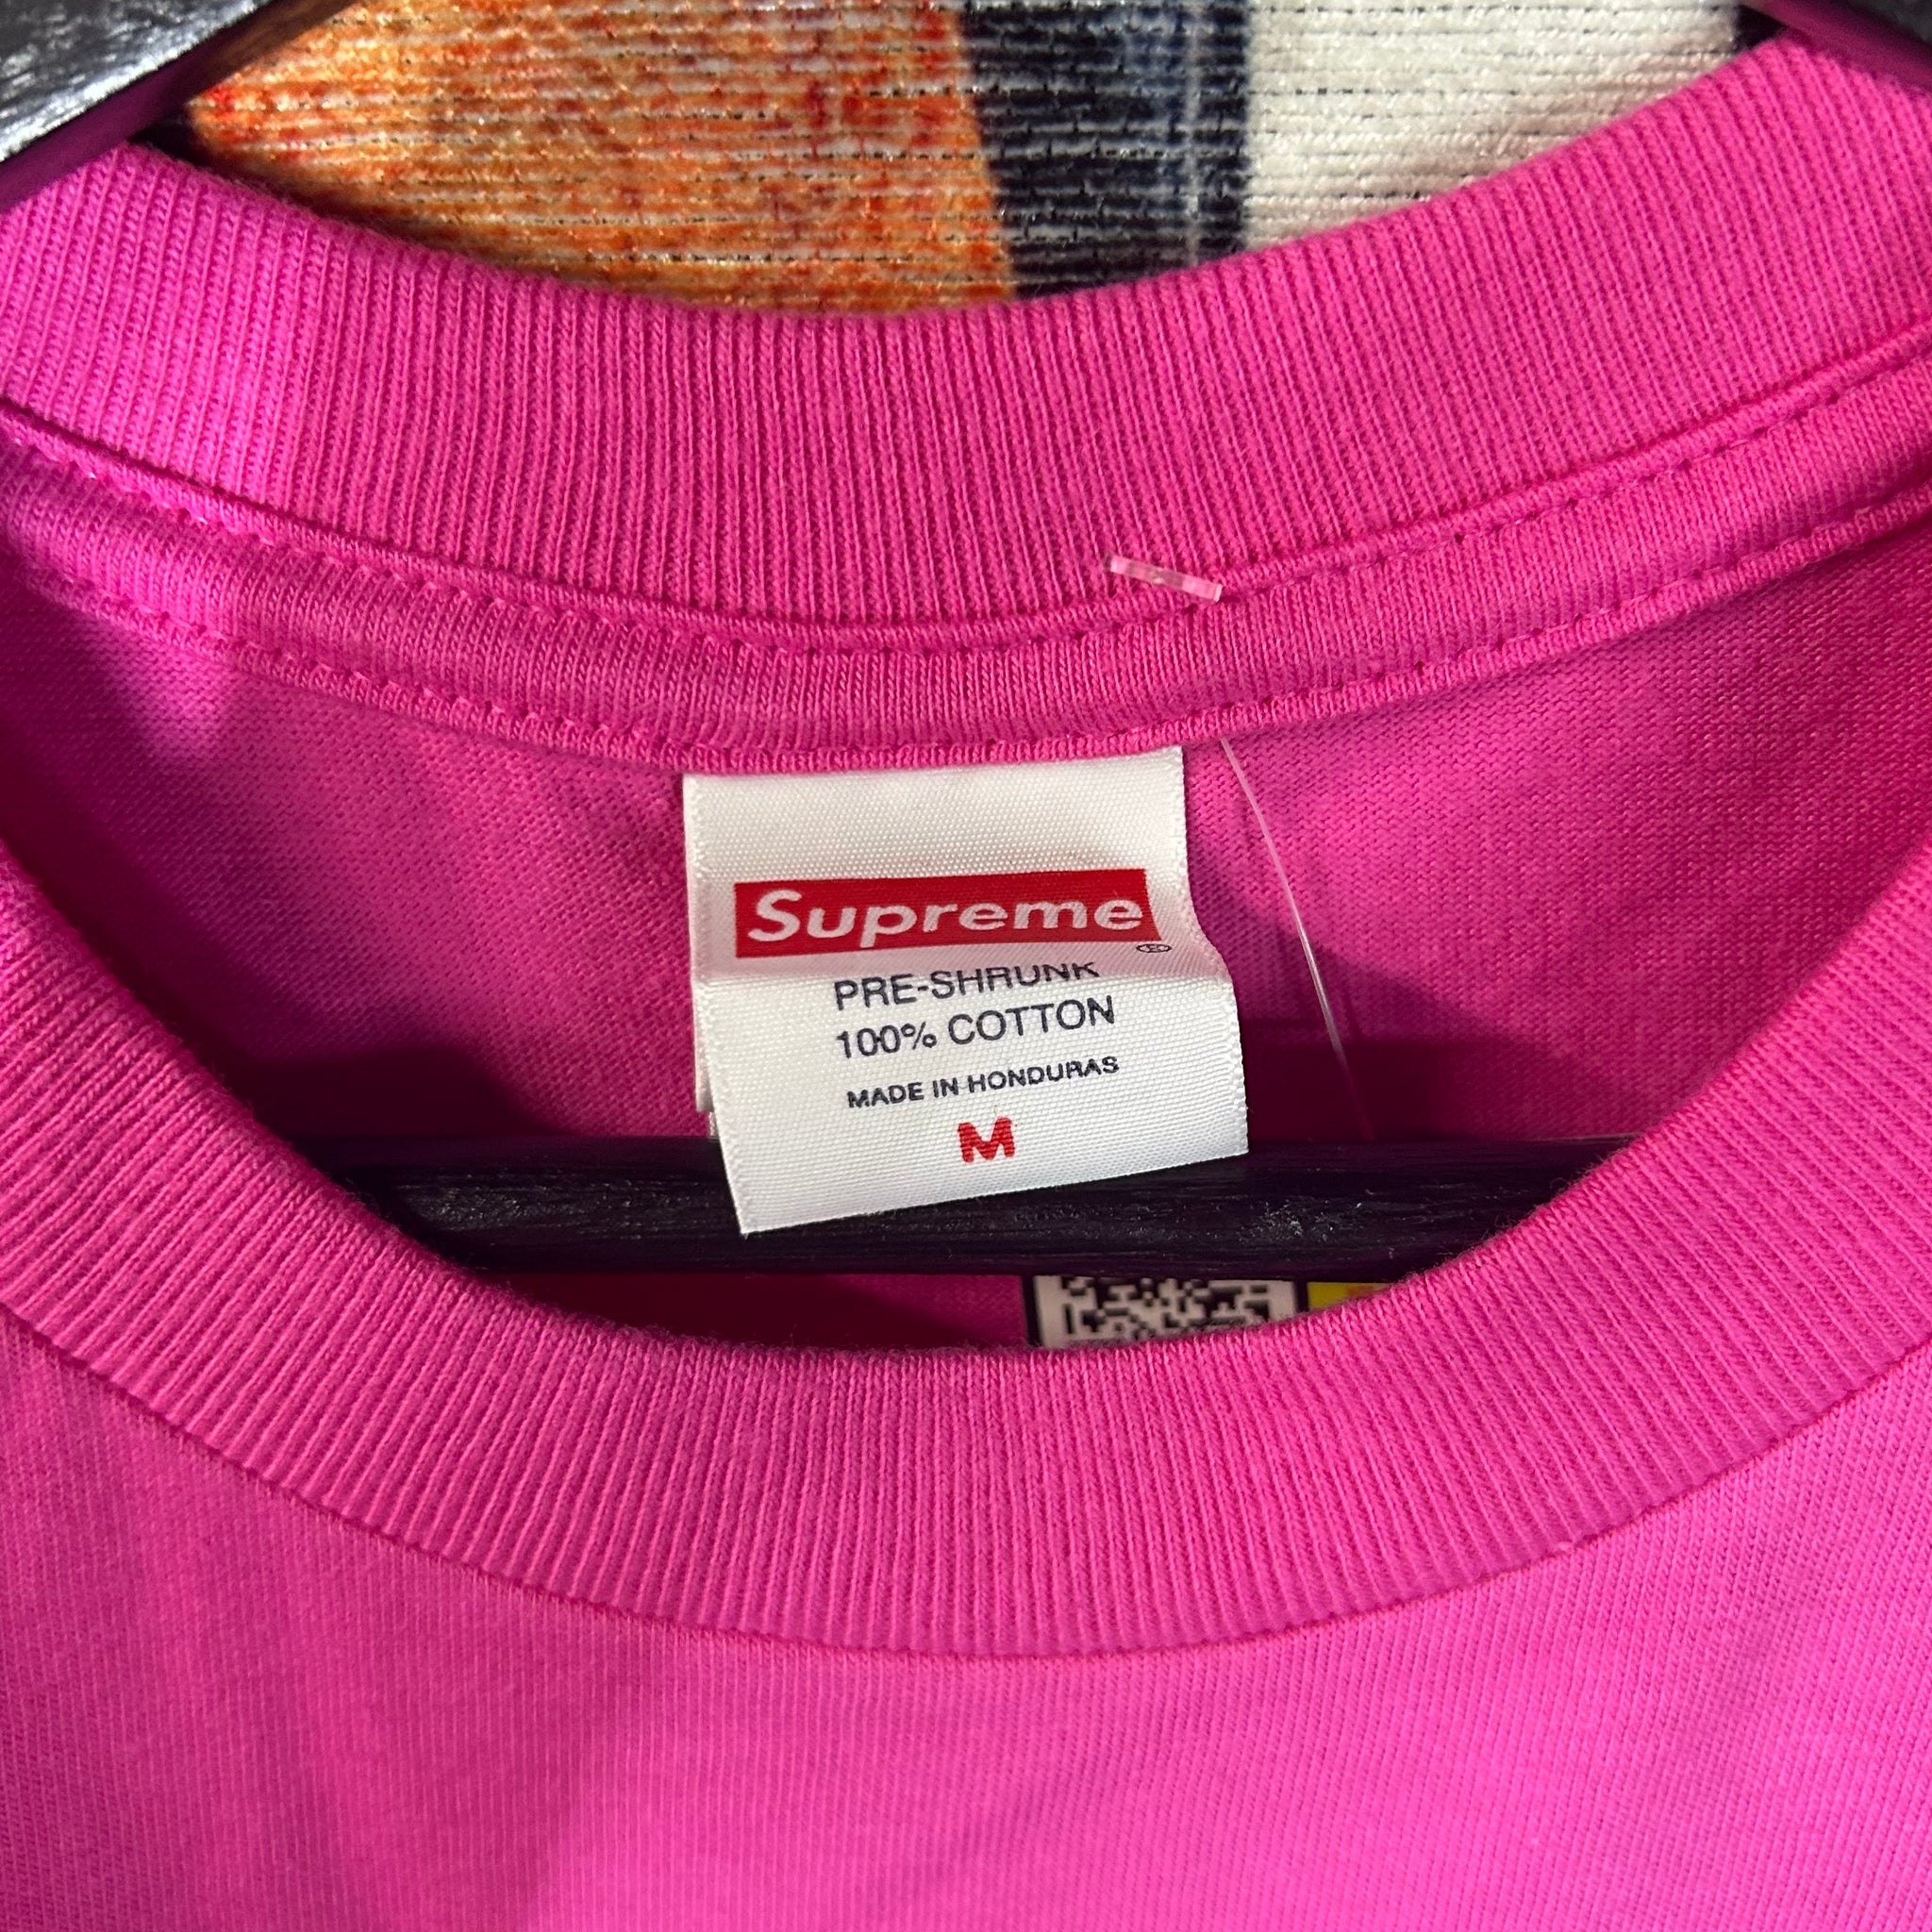 Supreme
®
PRE-SHRUNK
100% COTTON
MADE IN HONDURAS
M